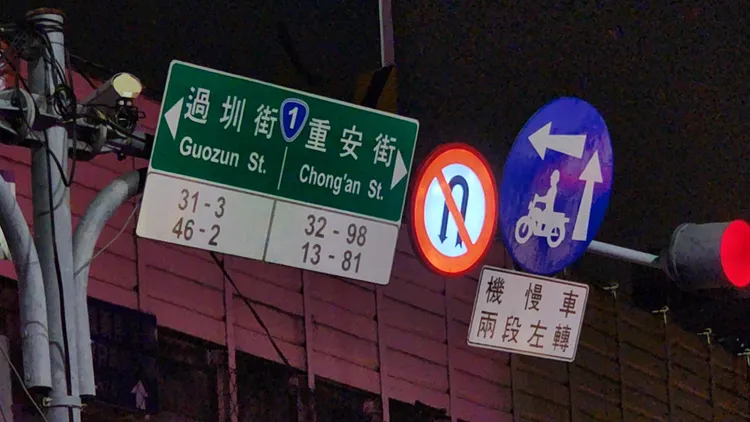 過圳街
Guozun St.
31-3
46-2
1
重安街
Chong'an St.
32-98
13-81
機慢車
兩段左轉